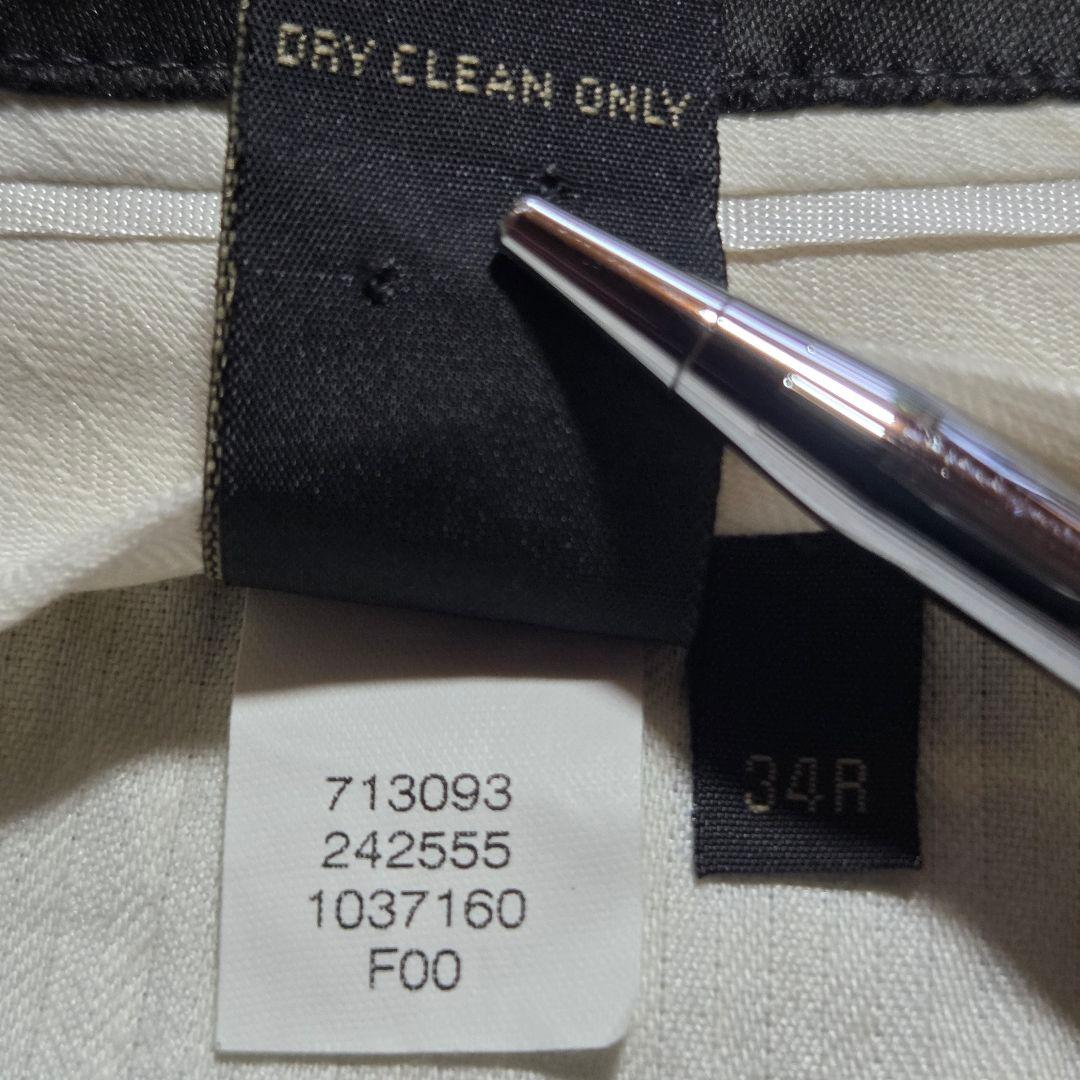 DRY CLEAN ONLY
713093
242555
1037160
F00
34R